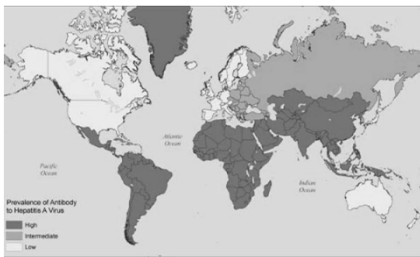 Atlantic
Ocean
Pacific
Ocean
Indian
Ocean
Prevalence of Antibody
to Hepatitis A Virus
High
Intermediate
Low